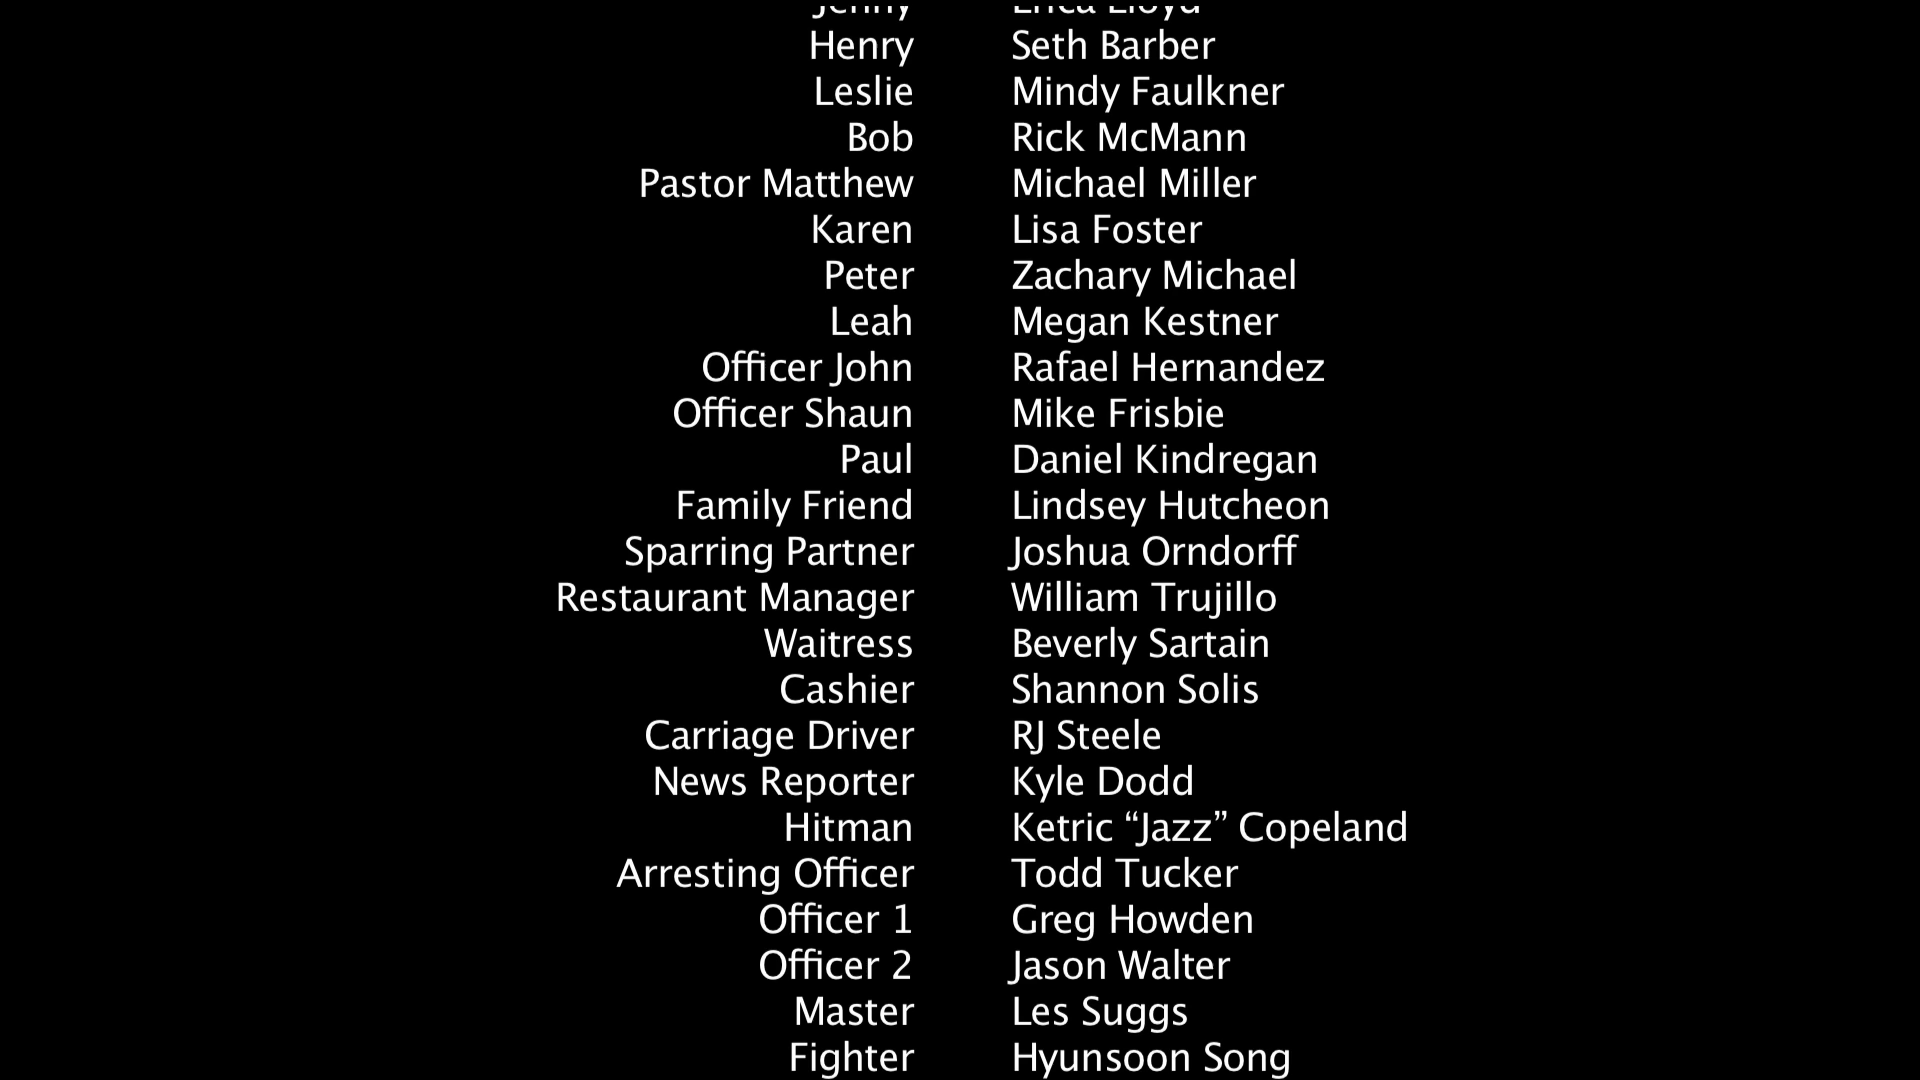 Jenny Erica Lloyd
Henry Seth Barber
Leslie Mindy Faulkner
Bob Rick McMann
Pastor Matthew Michael Miller
Karen Lisa Foster
Peter Zachary Michael
Leah Megan Kestner
Officer John Rafael Hernandez
Officer Shaun Mike Frisbie
Paul Daniel Kindregan
Family Friend Lindsey Hutcheon
Sparring Partner Joshua Orndorff
Restaurant Manager William Trujillo
Waitress Beverly Sartain
Cashier Shannon Solis
Carriage Driver RJ Steele
News Reporter Kyle Dodd
Hitman Ketric “Jazz” Copeland
Arresting Officer Todd Tucker
Officer 1 Greg Howden
Officer 2 Jason Walter
Master Les Suggs
Fighter Hyunsoon Song